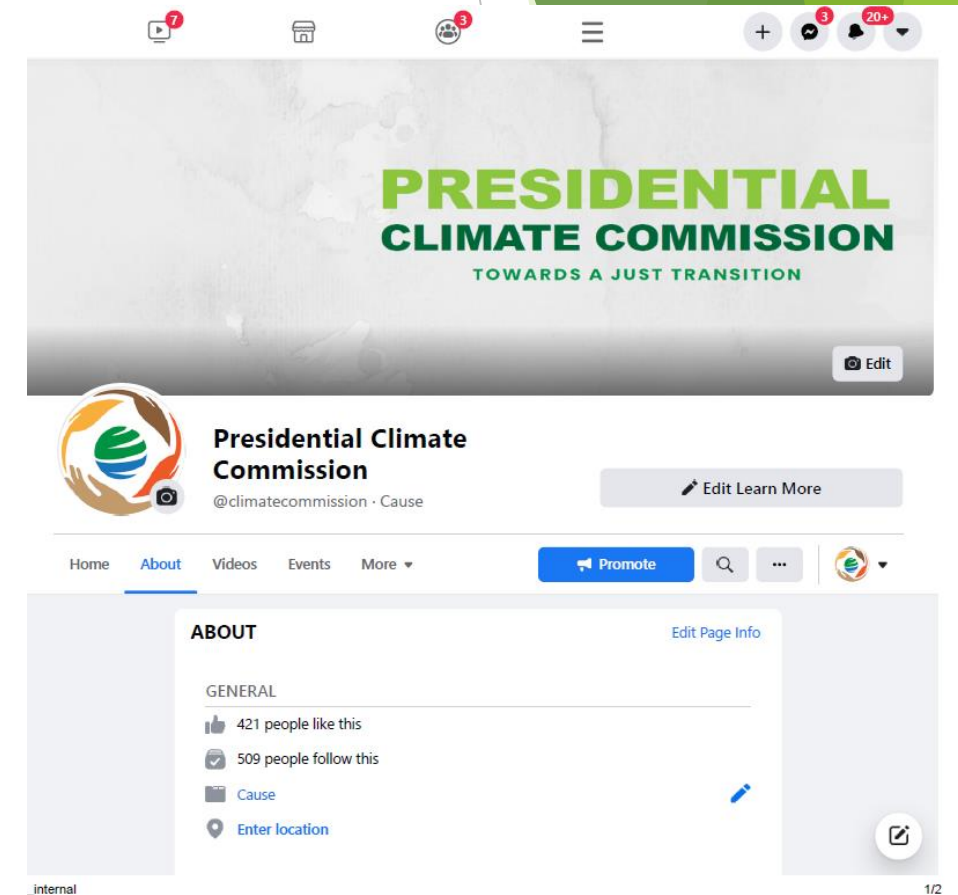 7
3
3
20+
PRESIDENTIAL
CLIMATE COMMISSION
TOWARDS A JUST TRANSITION
Edit
Presidential Climate
Commission
@climatecommission · Cause
Edit Learn More
Home About Videos Events More
Promote
ABOUT
Edit Page Info
GENERAL
421 people like this
509 people follow this
Cause
Enter location
_internal
1/2